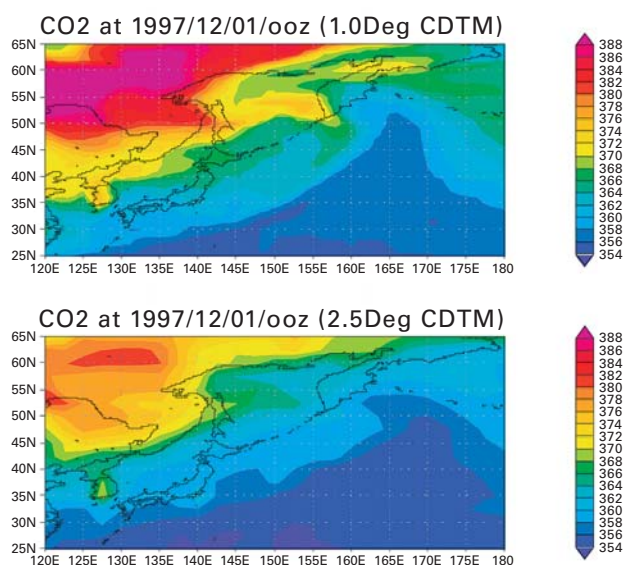 CO2 at 1997/12/01/ooz (1.0Deg CDTM)
65N
60N
55N
50N
45N
40N
35N
30N
25N
120E 125E 130E 135E 140E 145E 150E 155E 160E 165E 170E 175E 180
388
386
384
382
380
378
376
374
372
370
368
366
364
362
360
358
356
354
CO2 at 1997/12/01/ooz (2.5Deg CDTM)
65N
60N
55N
50N
45N
40N
35N
30N
25N
120E 125E 130E 135E 140E 145E 150E 155E 160E 165E 170E 175E 180
388
386
384
382
380
378
376
374
372
370
368
366
364
362
360
358
356
354